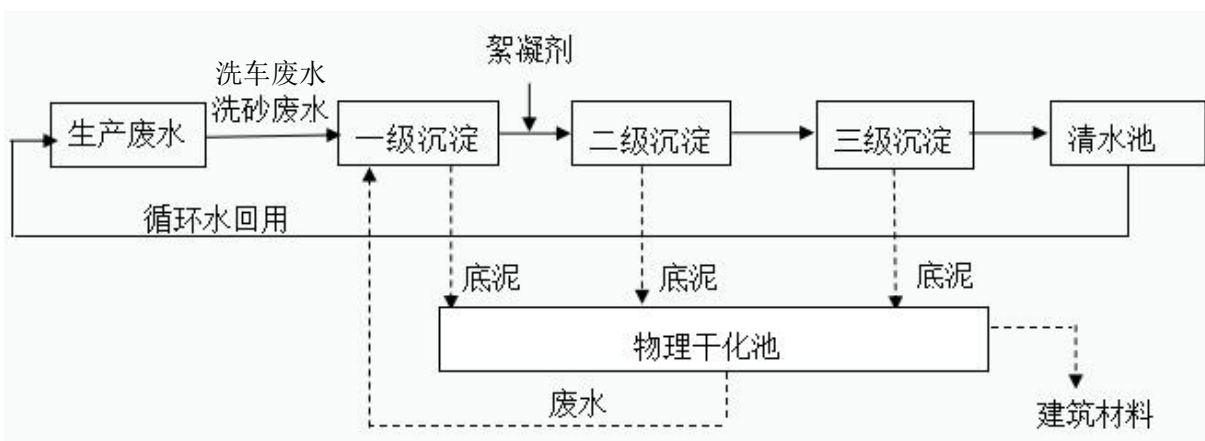 絮凝剂
洗车废水
洗砂废水
生产废水
一级沉淀
二级沉淀
三级沉淀
清水池
循环水回用
底泥
底泥
底泥
物理干化池
废水
建筑材料